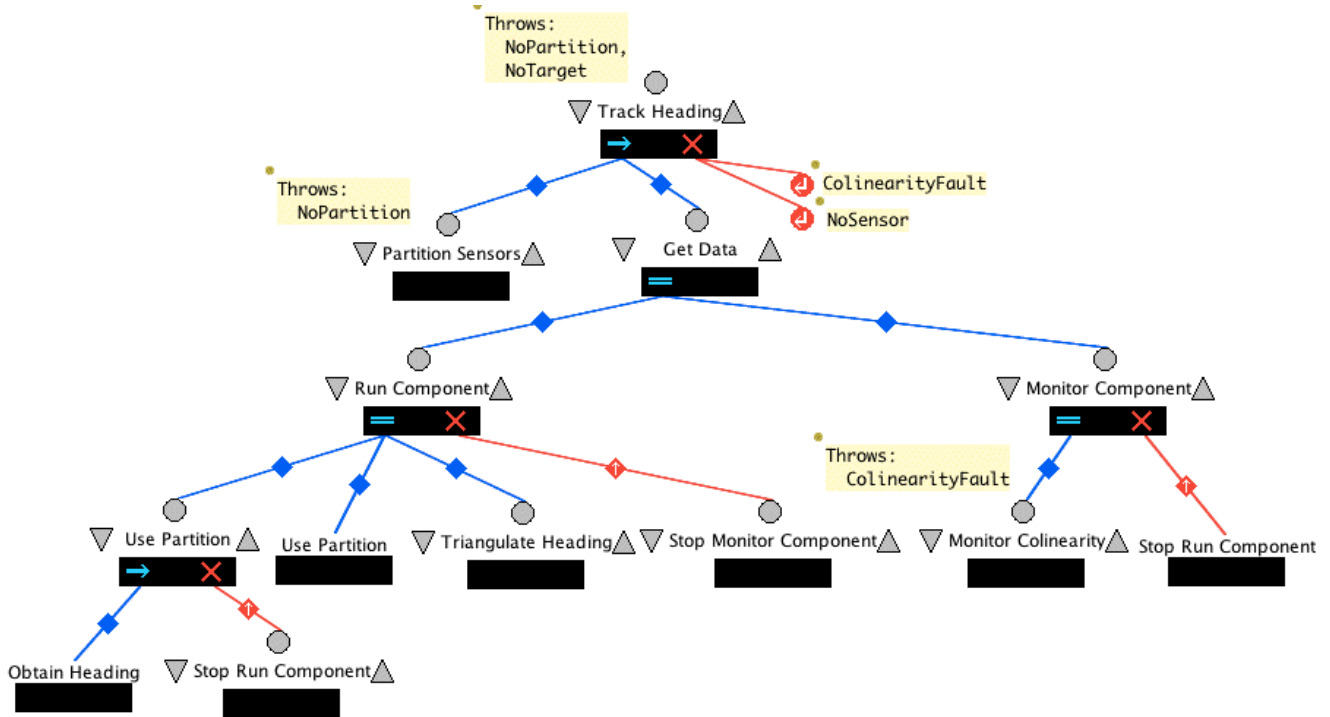 Throws:
NoPartition,
NoTarget
Track Heading
Throws:
NoPartition
ColinearityFault
NoSensor
Partition Sensors
Get Data
Run Component
Monitor Component
Throws:
ColinearityFault
Use Partition
Use Partition
Triangulate Heading
Stop Monitor Component
Monitor Colinearity
Stop Run Component
Obtain Heading
Stop Run Component